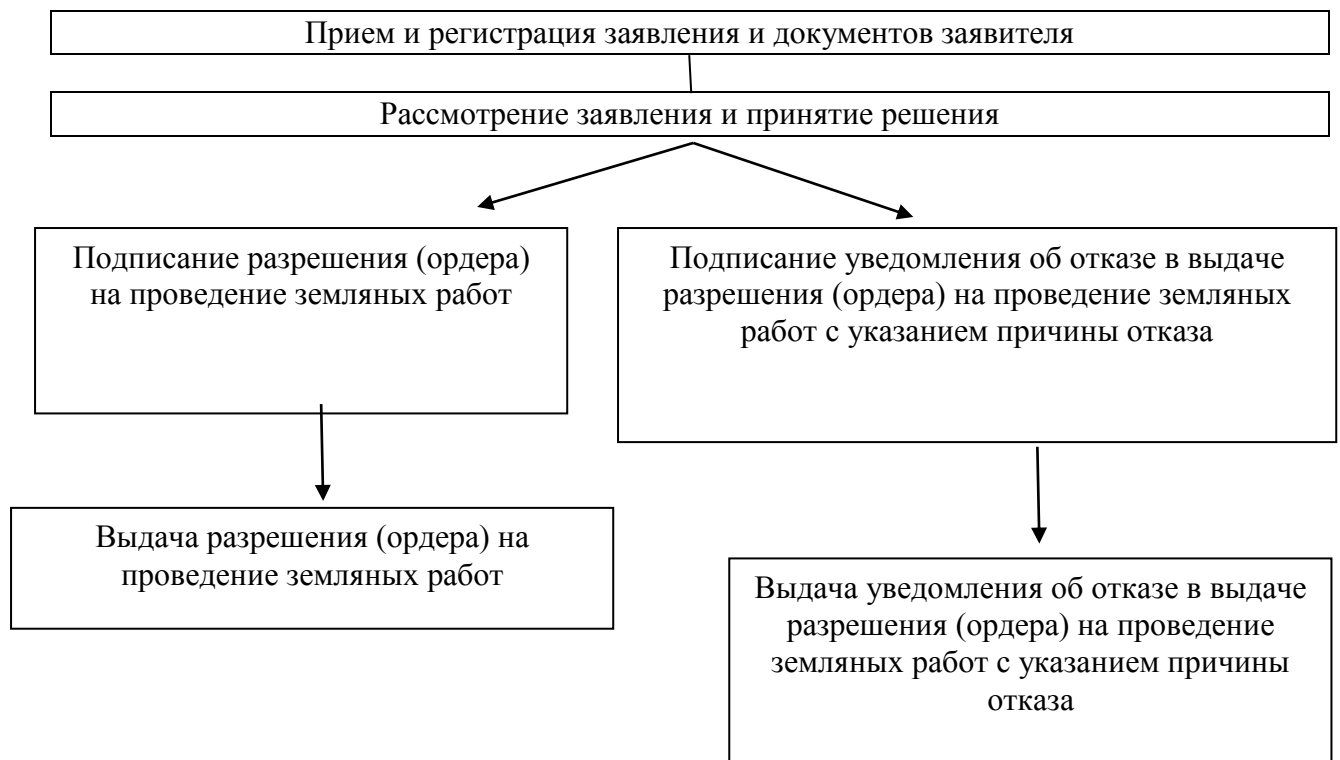 Прием и регистрация заявления и документов заявителя
Рассмотрение заявления и принятие решения
Подписание разрешения (ордера)
на проведение земляных работ
Подписание уведомления об отказе в выдаче
разрешения (ордера) на проведение земляных
работ с указанием причины отказа
Выдача разрешения (ордера) на
проведение земляных работ
Выдача уведомления об отказе в выдаче
разрешения (ордера) на проведение
земляных работ с указанием причины
отказа